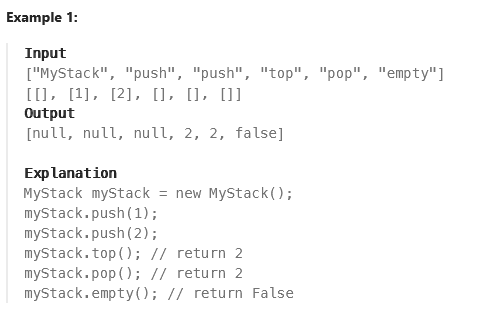 Example 1:
Input
["MyStack", "push", "push", "top", "pop", "empty"]
[[], [1], [2], [], [], []]
Output
[null, null, null, 2, 2, false]
Explanation
MyStack myStack = new MyStack();
myStack.push(1);
myStack.push(2);
myStack.top(); // return 2
myStack.pop(); // return 2
myStack.empty(); // return False